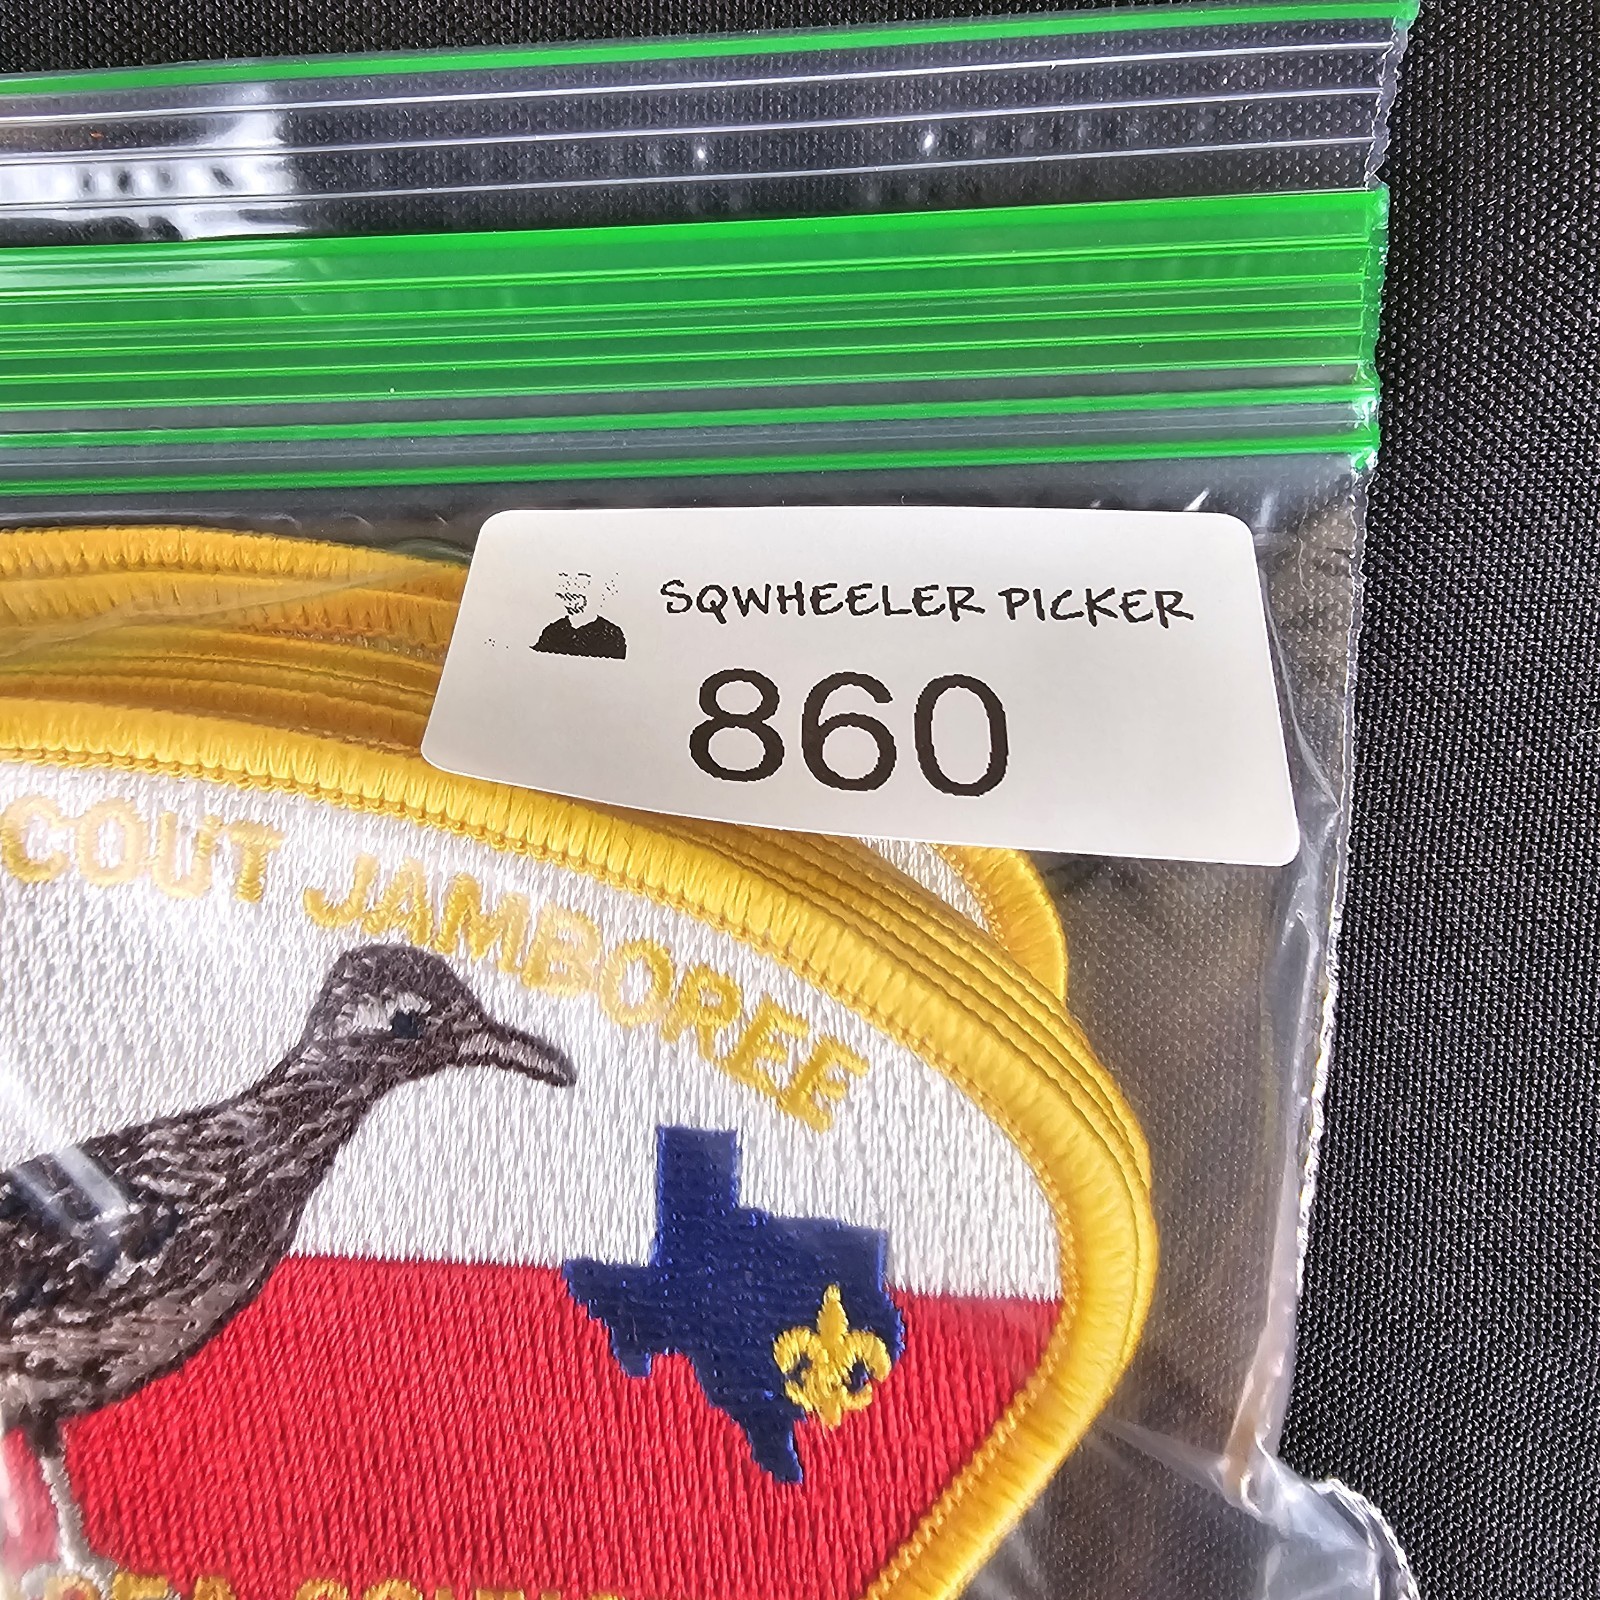 SQWHEELER PICKER
860
COUT JAMBOREE